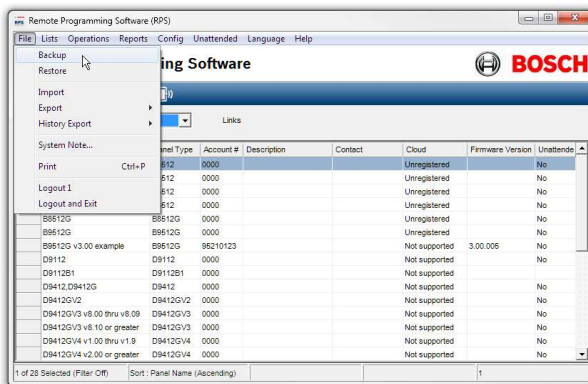 RPS Remote Programming Software (RPS)
File Lists Operations Reports Config Unattended Language Help
Backup
Restore
Import
Export
History Export
System Note...
Print Ctrl+P
Logout 1
Logout and Exit
ing Software
BOSCH
Links
anel Type Account # Description Contact Cloud Firmware Version Unattende
512 0000 Unregistered No
512 0000 Unregistered No
512 0000 Unregistered No
512 0000 Unregistered No
B8512G B8512G 0000 Unregistered No
B9512G B9512G 0000 Unregistered No
B9512G v3.00 example B9512G 95210123 Not supported 3.00.005 No
D9112 D9112 0000 Not supported No
D9112B1 D9112B1 0000 Not supported
D9412,D9412G D9412 0000 Not supported No
D9412GV2 D9412GV2 0000 Not supported No
D9412GV3 v8.00 thru v8.09 D9412GV3 0000 Not supported No
D9412GV3 v8.10 or greater D9412GV3 0000 Not supported No
D9412GV4 v1.00 thru v1.9 D9412GV4 0000 Not supported No
D9412GV4 v2.00 or greater D9412GV4 0000 Not supported No
1 of 28 Selected (Filter Off) Sort : Panel Name (Ascending) 1